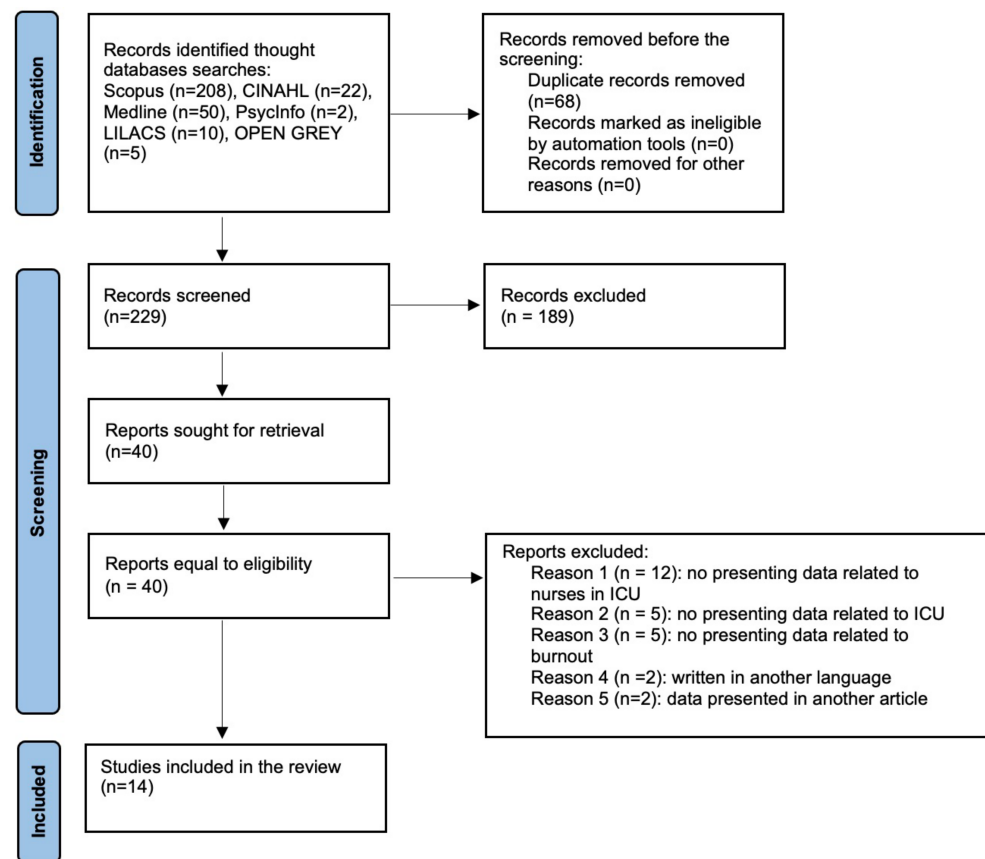 Identification
Records identified thought
databases searches:
Scopus (n=208), CINAHL (n=22),
Medline (n=50), PsycInfo (n=2),
LILACS (n=10), OPEN GREY
(n=5)
Records removed before the
screening:
Duplicate records removed
(n=68)
Records marked as ineligible
by automation tools (n=0)
Records removed for other
reasons (n=0)
Screening
Records screened
(n=229)
Records excluded
(n = 189)
Reports sought for retrieval
(n=40)
Reports equal to eligibility
(n = 40)
Reports excluded:
Reason 1 (n = 12): no presenting data related to
nurses in ICU
Reason 2 (n = 5): no presenting data related to ICU
Reason 3 (n = 5): no presenting data related to
burnout
Reason 4 (n =2): written in another language
Reason 5 (n=2): data presented in another article
Included
Studies included in the review
(n=14)